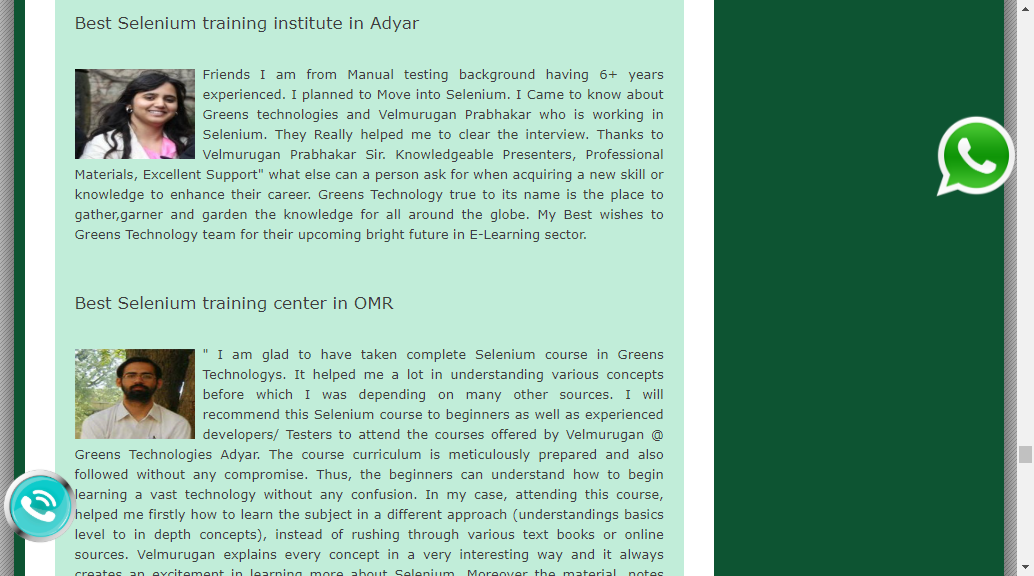 Best Selenium training institute in Adyar
Friends I am from Manual testing background having 6+ years
experienced. I planned to Move into Selenium. I Came to know about
Greens technologies and Velmurugan Prabhakar who is working in
Selenium. They Really helped me to clear the interview. Thanks to
Velmurugan Prabhakar Sir. Knowledgeable Presenters, Professional
Materials, Excellent Support" what else can a person ask for when acquiring a new skill or
knowledge to enhance their career. Greens Technology true to its name is the place to
gather,garner and garden the knowledge for all around the globe. My Best wishes to
Greens Technology team for their upcoming bright future in E-Learning sector.
Best Selenium training center in OMR
" I am glad to have taken complete Selenium course in Greens
Technologys. It helped me a lot in understanding various concepts
before which I was depending on many other sources. I will
recommend this Selenium course to beginners as well as experienced
developers/ Testers to attend the courses offered by Velmurugan @
Greens Technologies Adyar. The course curriculum is meticulously prepared and also
followed without any compromise. Thus, the beginners can understand how to begin
learning a vast technology without any confusion. In my case, attending this course,
helped me firstly how to learn the subject in a different approach (understandings basics
level to in depth concepts), instead of rushing through various text books or online
sources. Velmurugan explains every concept in a very interesting way and it always
creates an excitement in learning more about Selenium. Moreover the material, notes